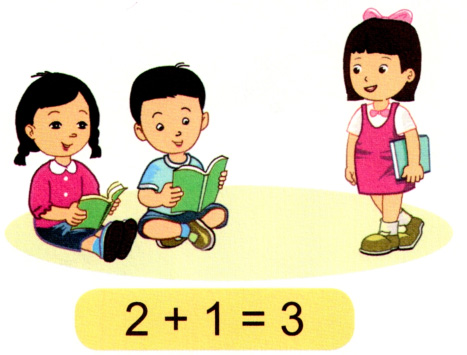 2 + 1 = 3